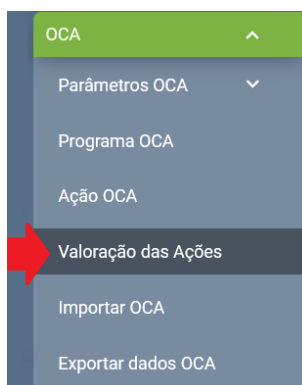 OCA
Parâmetros OCA
Programa OCA
Ação OCA
Valoração das Ações
Importar OCA
Exportar dados OCA